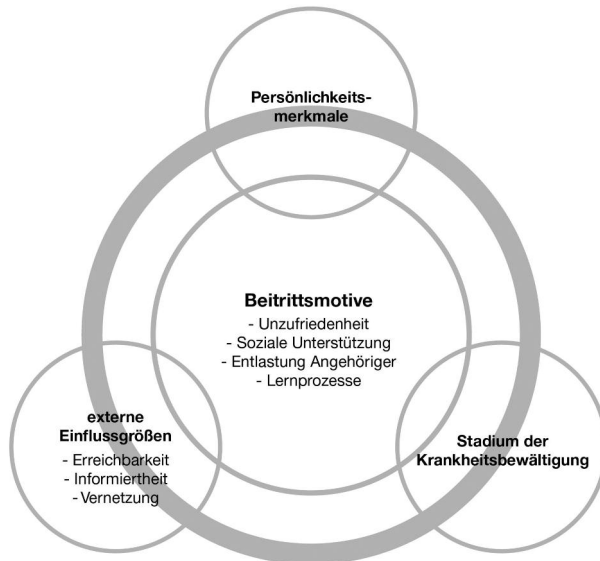 Persönlichkeits-
merkmale
Beitrittsmotive
- Unzufriedenheit
- Soziale Unterstützung
- Entlastung Angehöriger
- Lernprozesse
externe
Einflussgrößen
- Erreichbarkeit
- Informiertheit
- Vernetzung
Stadium der
Krankheitsbewältigung